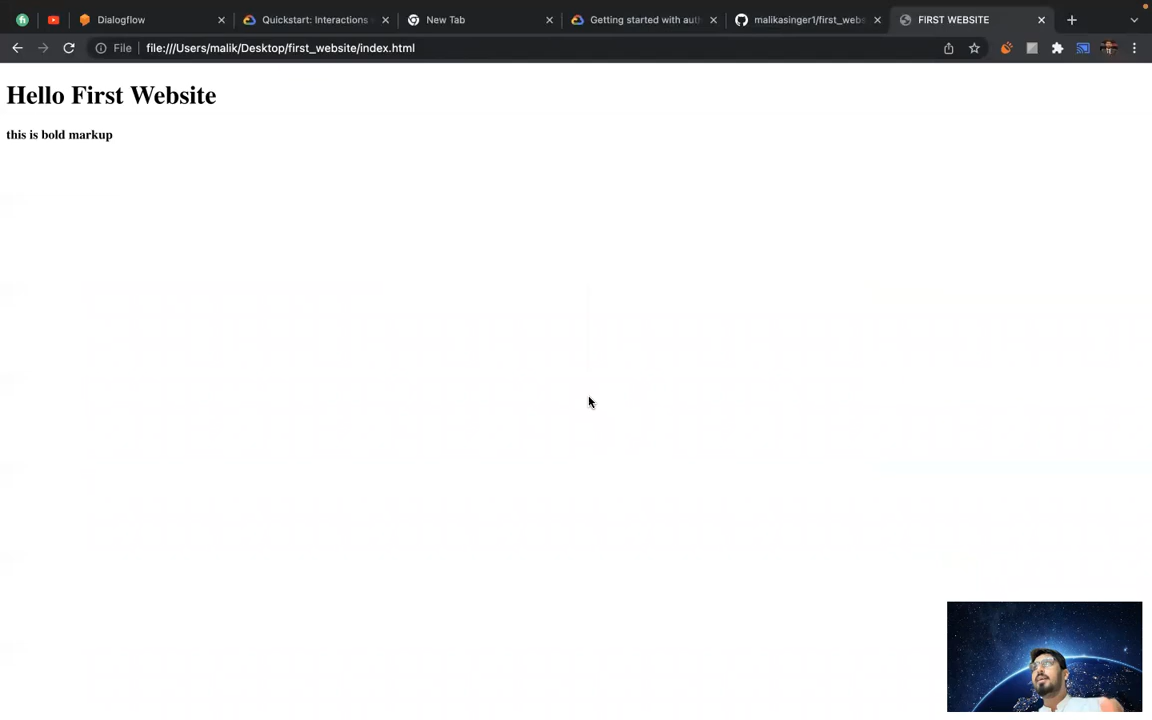 Dialogflow
Quickstart: Interactions
New Tab
Getting started with aut
malikasinger1/first_webs
FIRST WEBSITE
File
file:///Users/malik/Desktop/first_website/index.html
Hello First Website
this is bold markup